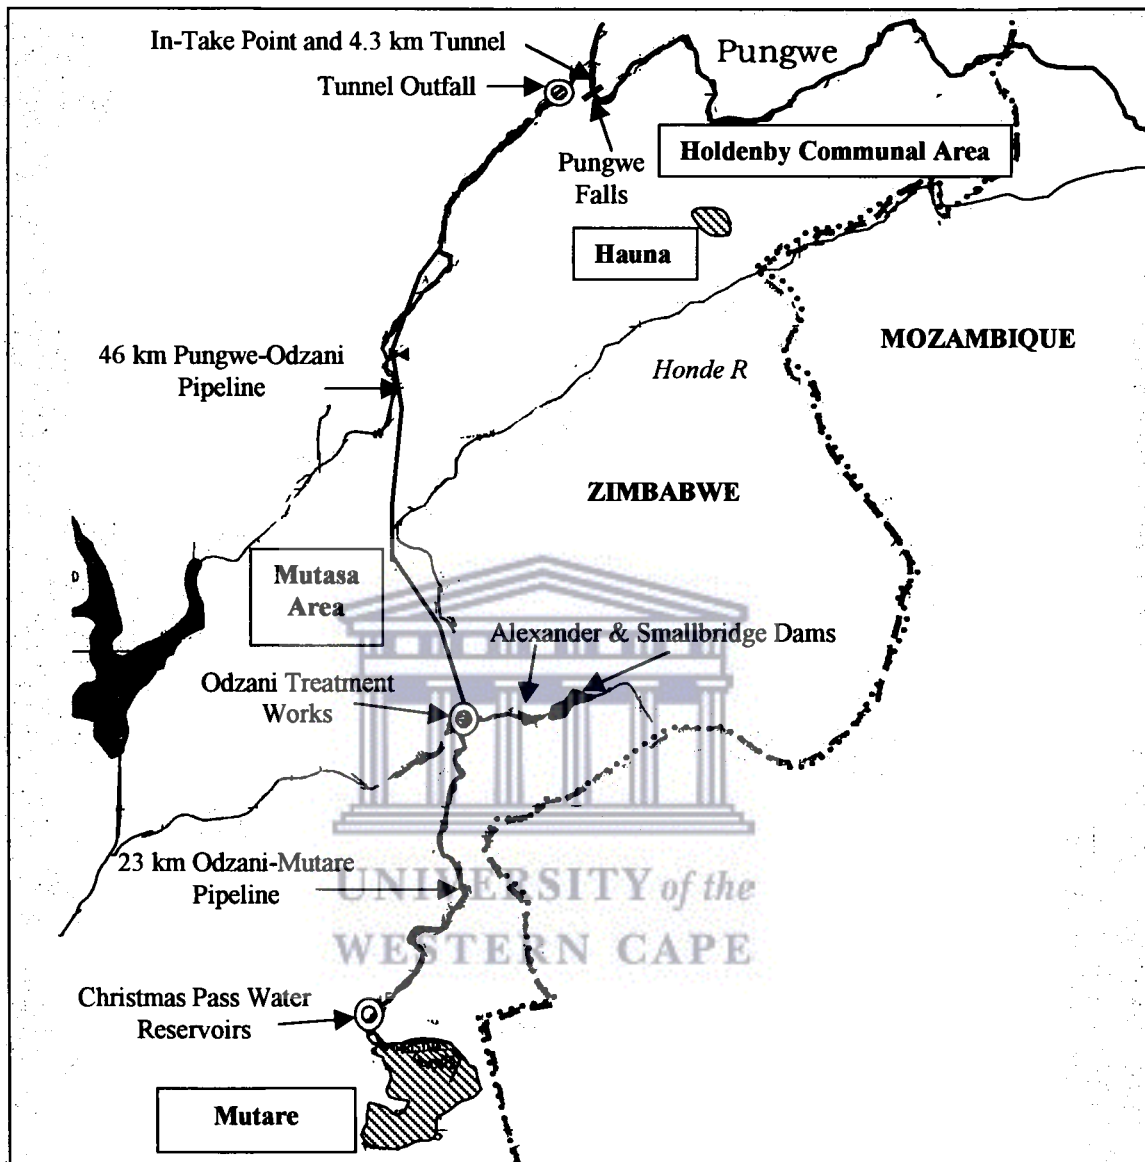 In-Take Point and 4.3 km Tunnel
Pungwe
Tunnel Outfall
Pungwe
Falls
Holdenby Communal Area
Hauna
MOZAMBIQUE
46 km Pungwe-Odzani
Pipeline
Honde R
ZIMBABWE
Mutasa
Area
Alexander & Smallbridge Dams
Odzani Treatment
Works
23 km Odzani-Mutare
Pipeline
UNIVERSITY of the
WESTERN CAPE
Christmas Pass Water
Reservoirs
Mutare